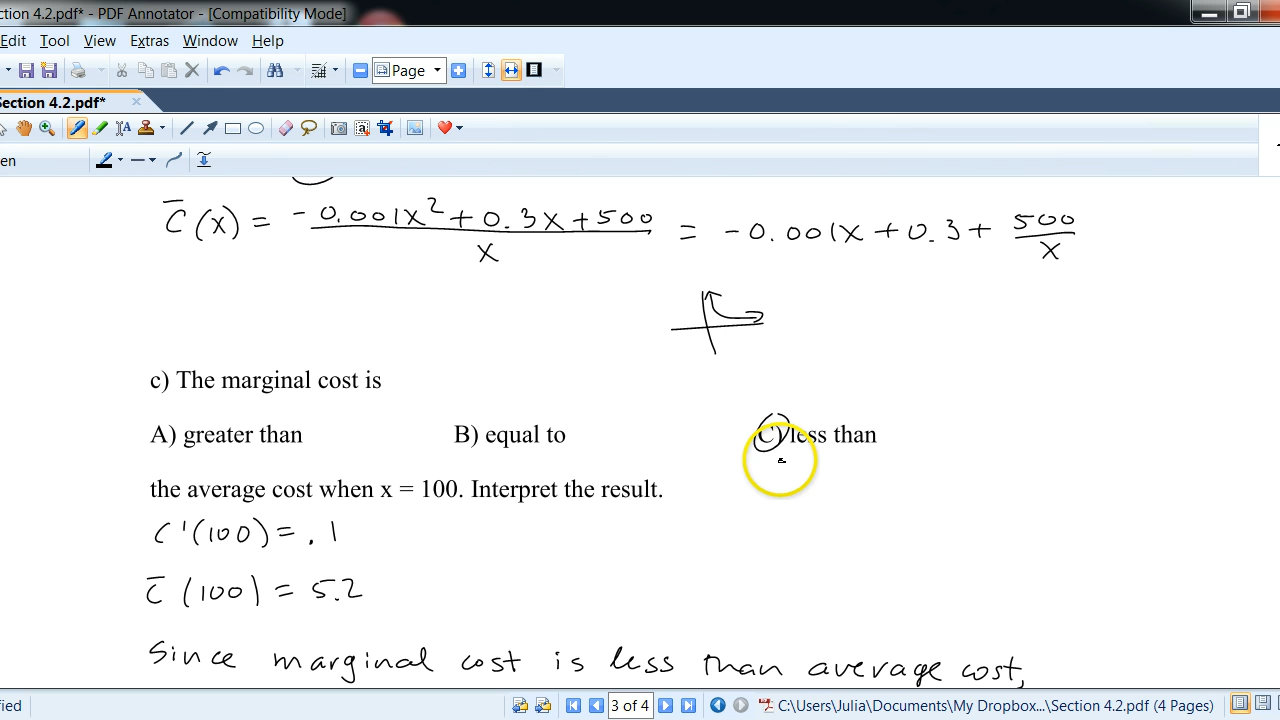 ction 4.2.pdf* - PDF Annotator - [Compatibility Mode]
Edit Tool View Extras Window Help
Page
Section 4.2.pdf*
en
C̅(x) = -0.001x² + 0.3x + 500 / x = -0.001x + 0.3 + 500 / x
c) The marginal cost is
A) greater than B) equal to C) less than
the average cost when x = 100. Interpret the result.
C'(100) = .1
C̅(100) = 5.2
Since marginal cost is less than average cost,
fied 3 of 4 C:\Users\Julia\Documents\My Dropbox...\Section 4.2.pdf (4 Pages)